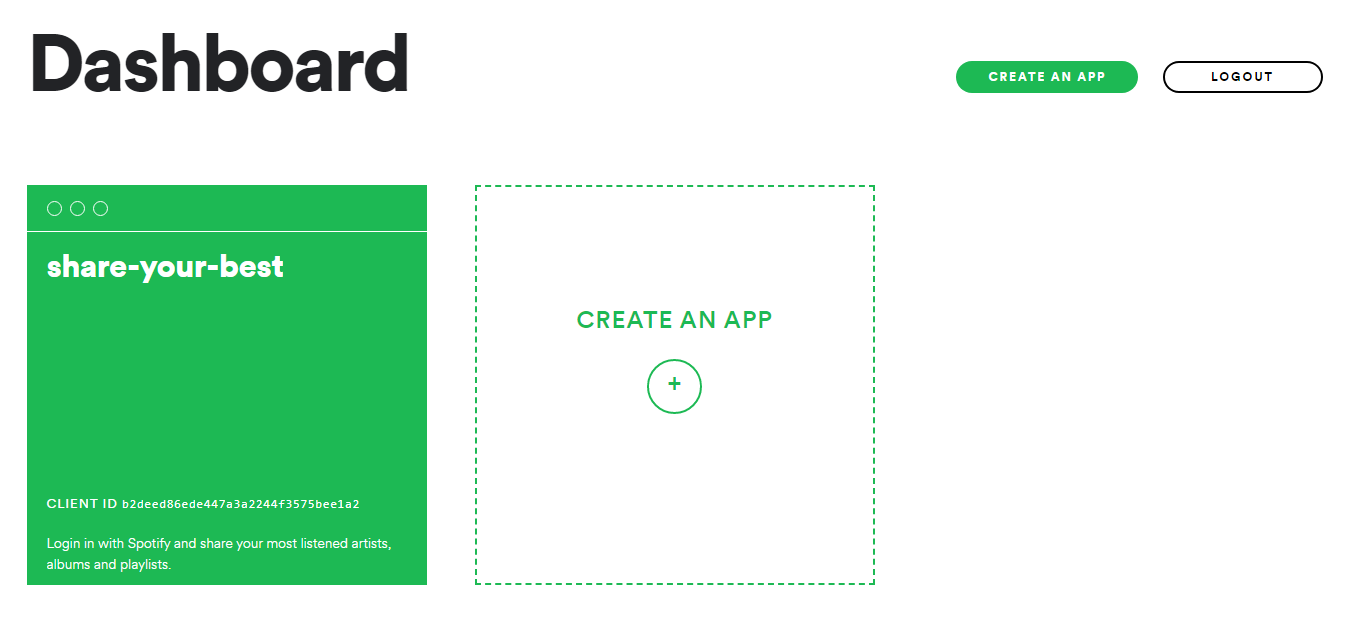 Dashboard
CREATE AN APP
LOGOUT
share-your-best
CREATE AN APP
+
CLIENT ID b2deed86ede447a3a2244f3575bee1a2
Login in with Spotify and share your most listened artists,
albums and playlists.